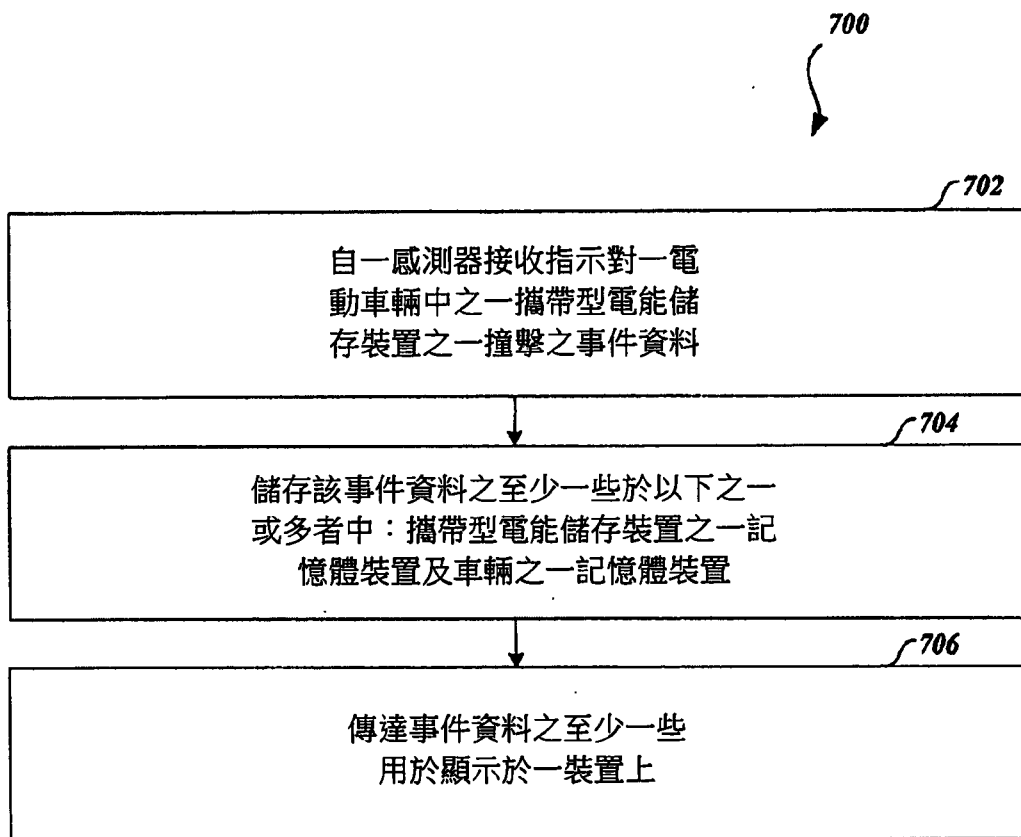 700
702
自一感測器接收指示對一電
動車輛中之一攜帶型電能儲
存裝置之一撞擊之事件資料
704
儲存該事件資料之至少一些於以下之一
或多者中：攜帶型電能儲存裝置之一記
憶體裝置及車輛之一記憶體裝置
706
傳達事件資料之至少一些
用於顯示於一裝置上